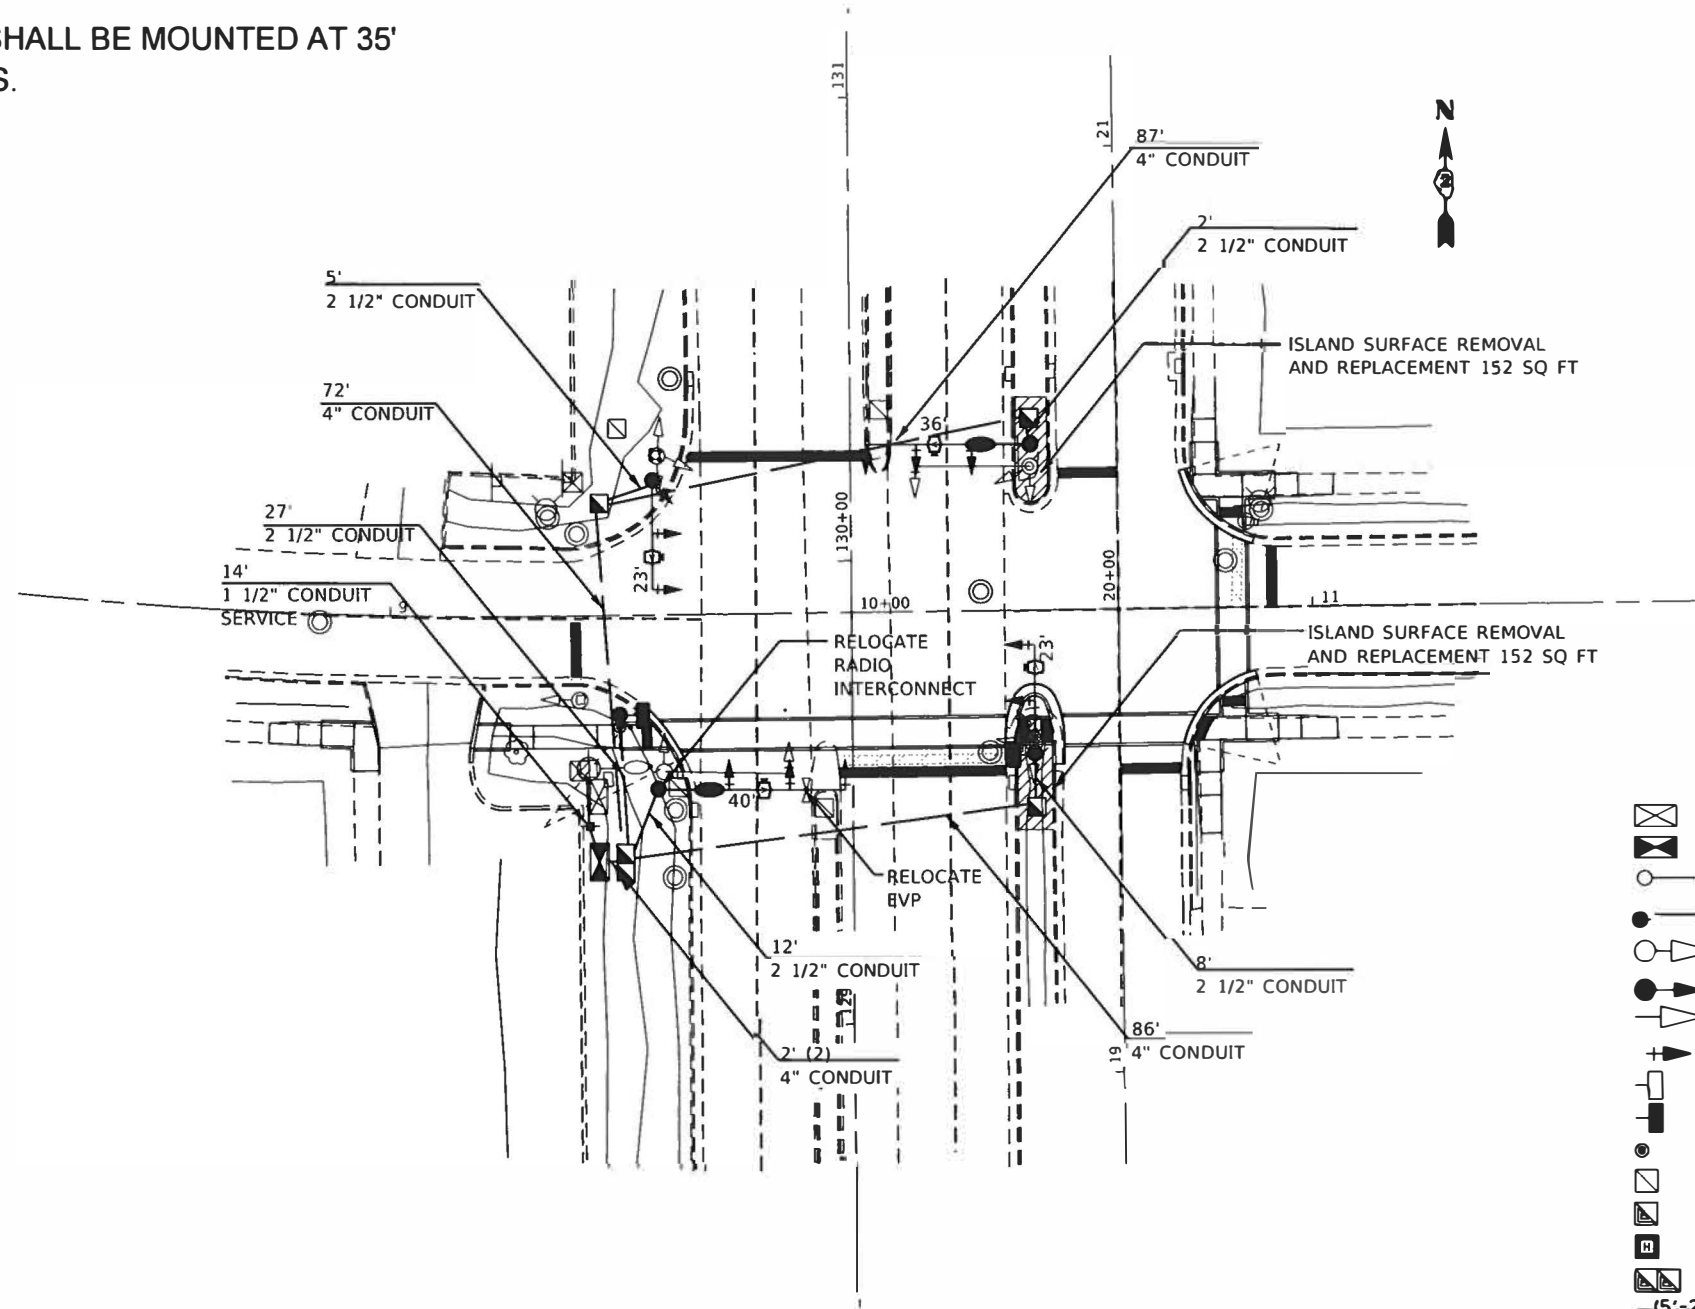 SHALL BE MOUNTED AT 35'
S.
131
21
N
2
87'
4" CONDUIT
2'
2 1/2" CONDUIT
5'
2 1/2" CONDUIT
ISLAND SURFACE REMOVAL
AND REPLACEMENT 152 SQ FT
72'
4" CONDUIT
36'
27'
2 1/2" CONDUIT
130+00
14'
1 1/2" CONDUIT
SERVICE
23'
20+00
9
10+00
11
RELOCATE
RADIO
INTERCONNECT
23'
ISLAND SURFACE REMOVAL
AND REPLACEMENT 152 SQ FT
40'
RELOCATE
EVP
12'
2 1/2" CONDUIT
8'
2 1/2" CONDUIT
129
86'
4" CONDUIT
19
2' (2)
4" CONDUIT
H